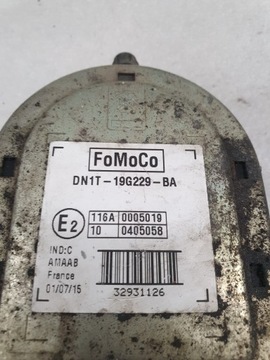 FoMoCo
DN1T-19G229-BA
E2
116A 0005019
10 0405058
IND:C
AMAAB
France
01/07/15
32931126